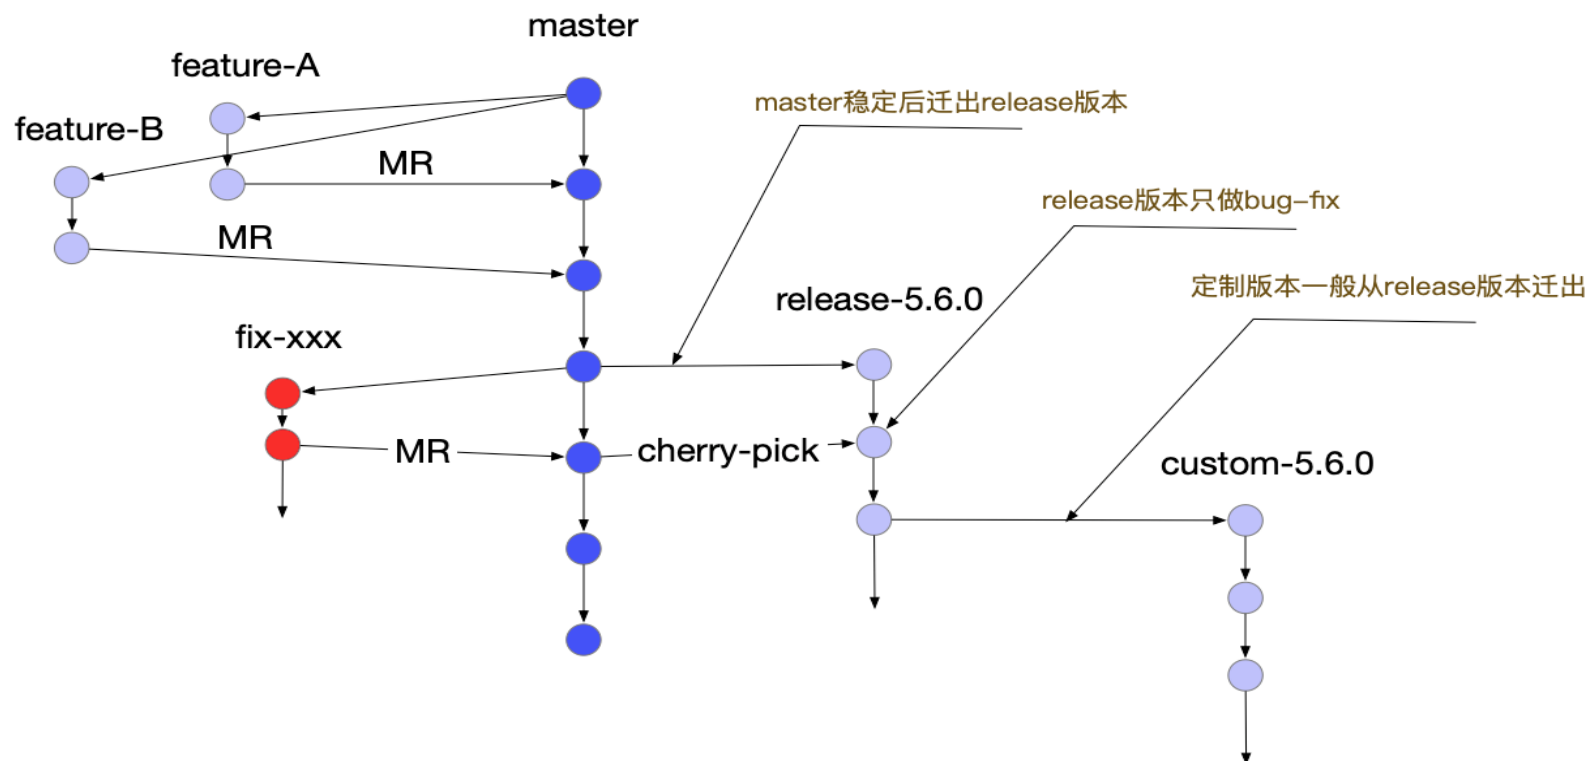 master
feature-A
master稳定后迁出release版本
feature-B
MR
release版本只做bug-fix
MR
定制版本一般从release版本迁出
release-5.6.0
fix-xxx
MR
cherry-pick
custom-5.6.0